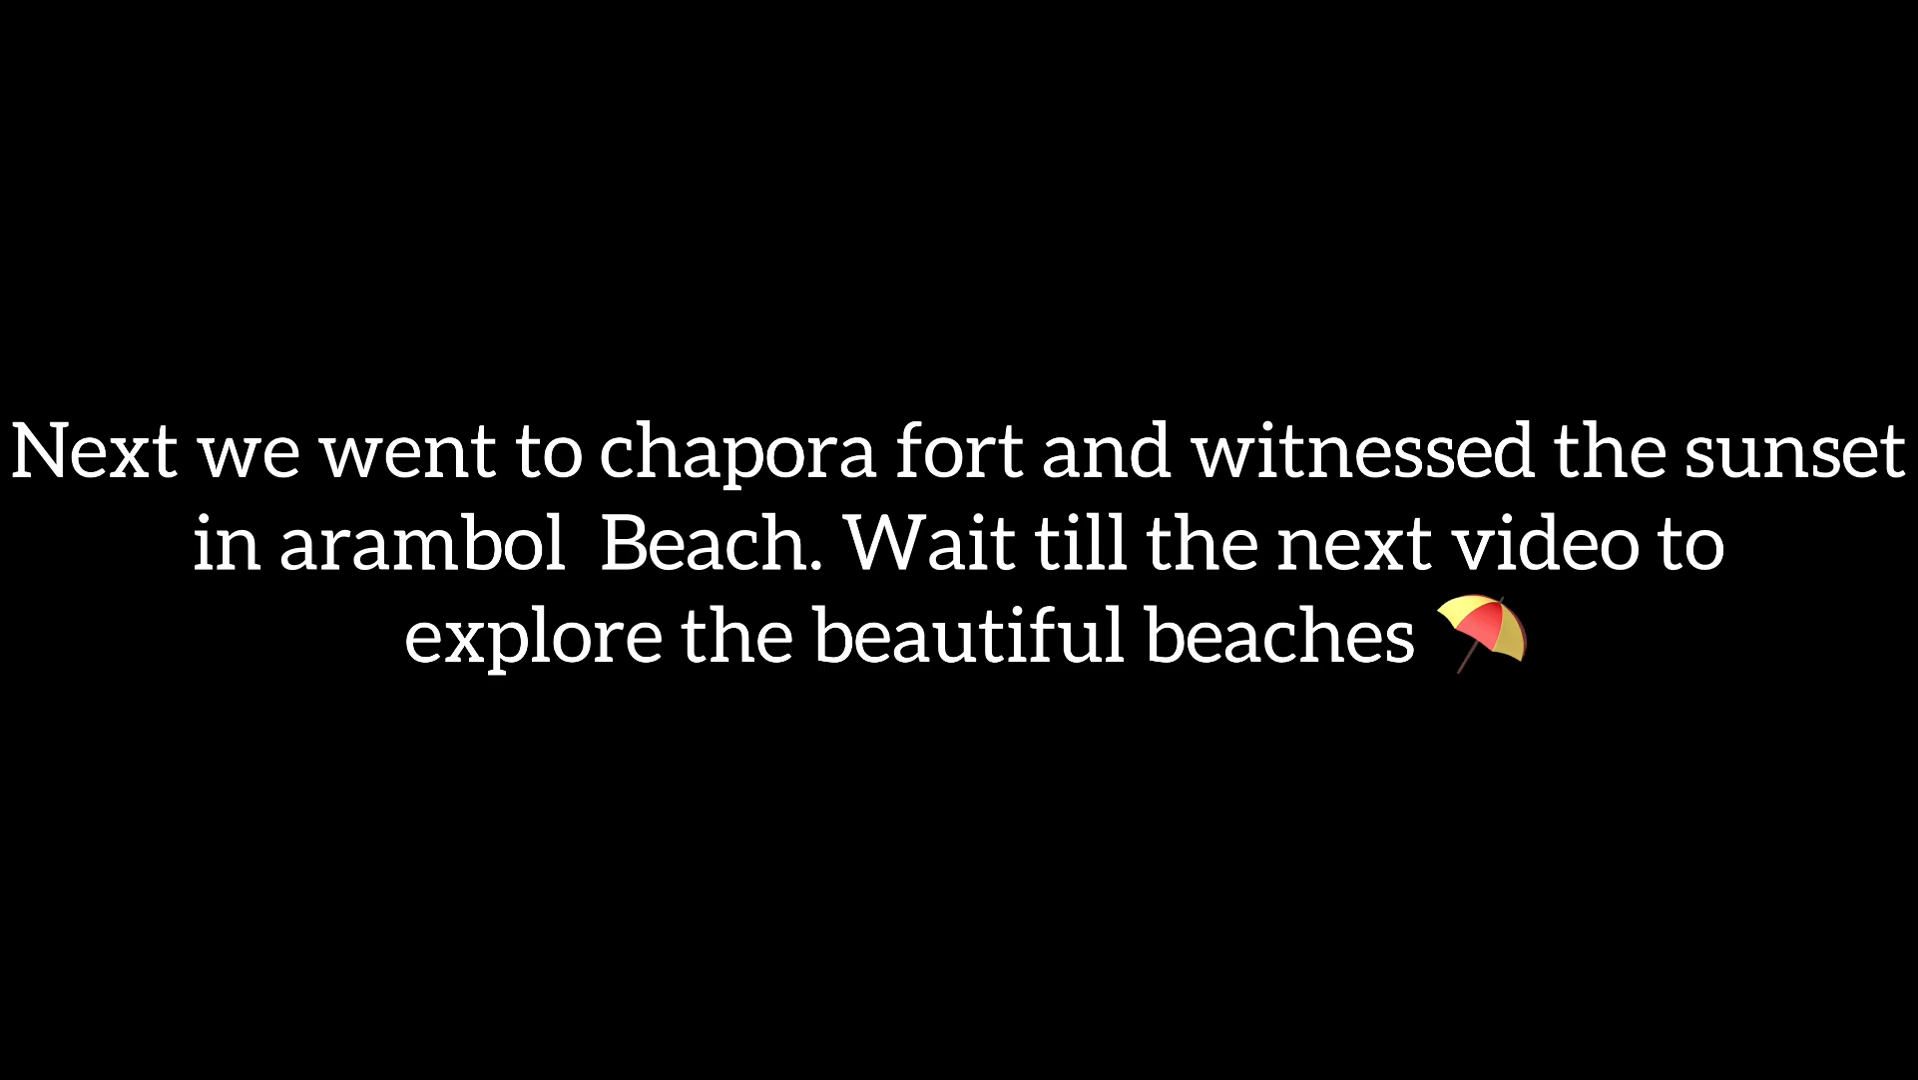 Next we went to chapora fort and witnessed the sunset
in arambol  Beach. Wait till the next video to
explore the beautiful beaches ⛱